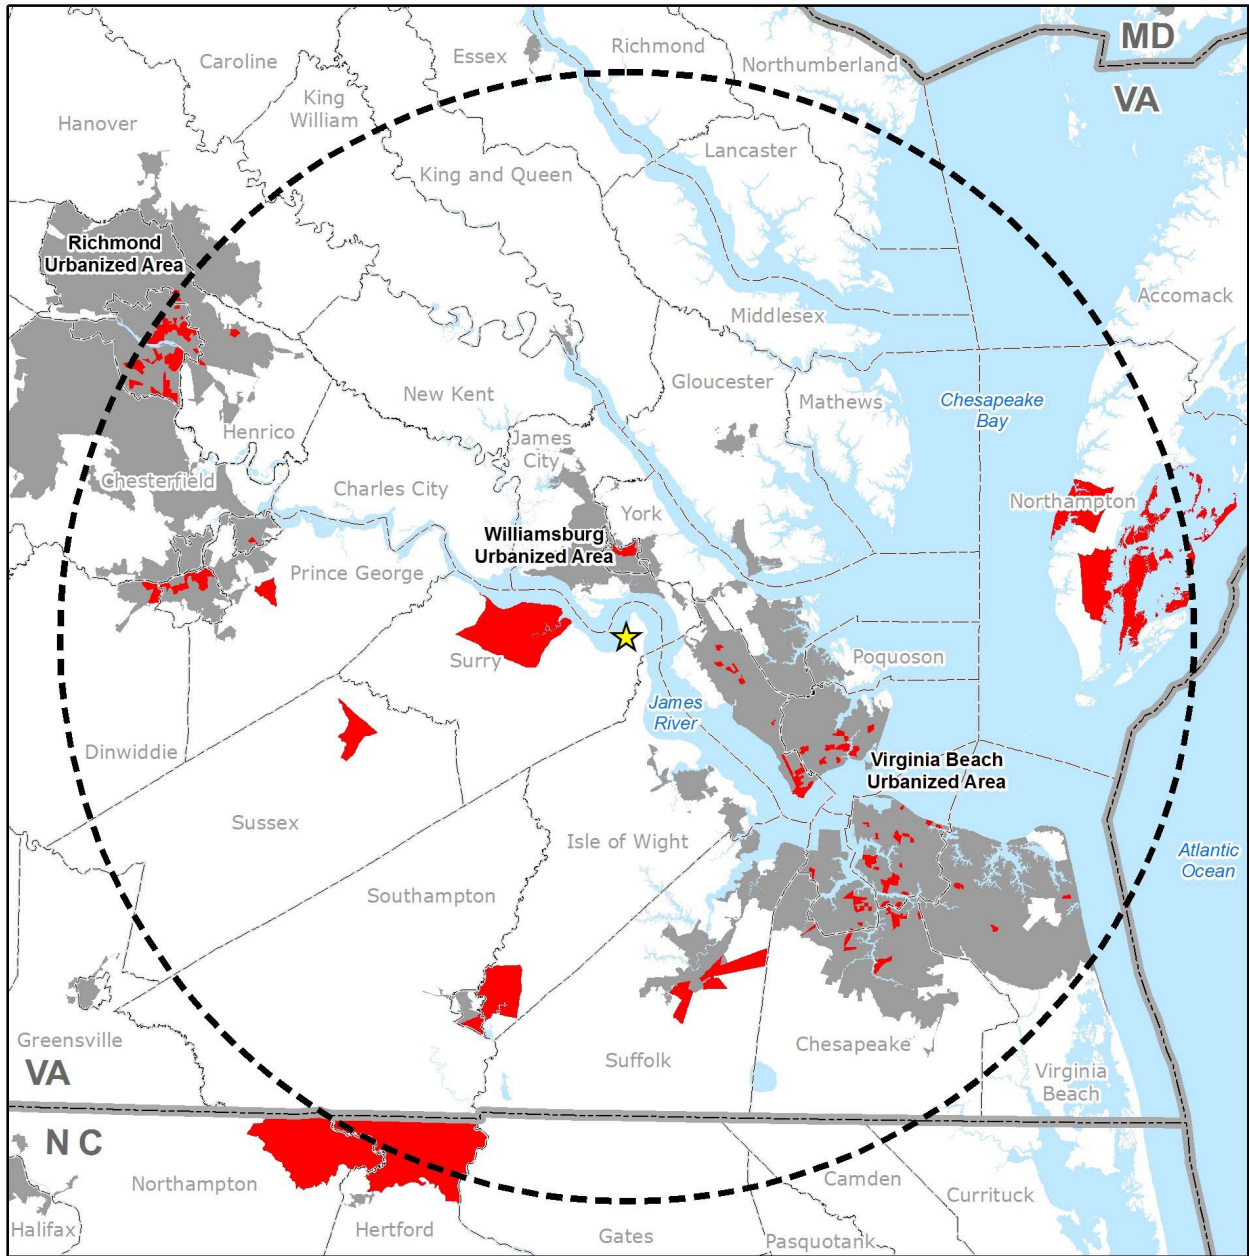 MD
VA
Essex
Richmond
Caroline
Northumberland
King
William
Hanover
Lancaster
King and Queen
Richmond
Urbanized Area
Accomack
Middlesex
Gloucester
New Kent
Mathews
Chesapeake
Bay
Henrico
James
City
Chesterfield
Charles City
Northampton
York
Williamsburg
Urbanized Area
Prince George
Surry
Poquoson
James
River
Dinwiddie
Virginia Beach
Urbanized Area
Sussex
Isle of Wight
Atlantic
Ocean
Southampton
Greensville
Chesapeake
Suffolk
Virginia
Beach
VA
NC
Northampton
Camden
Currituck
Halifax
Hertford
Gates
Pasquotank